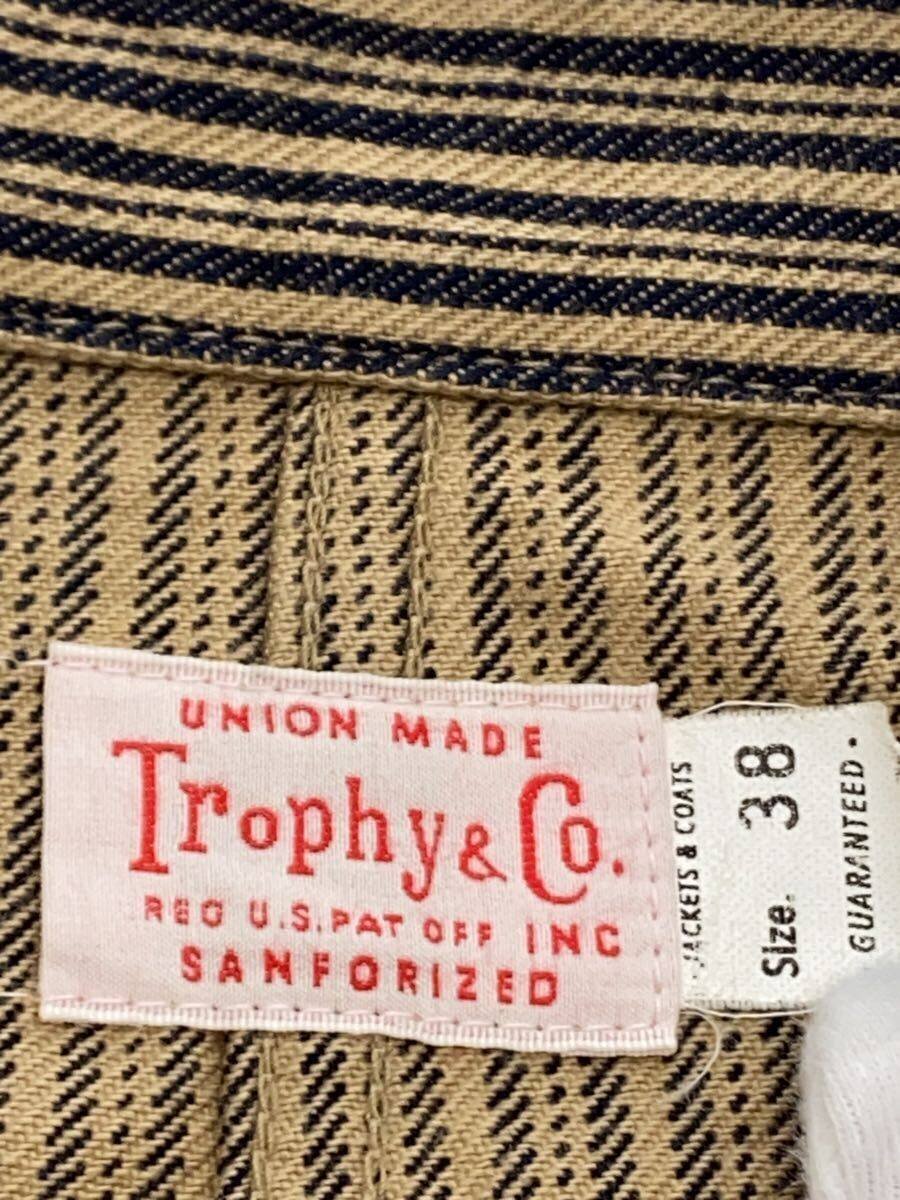 UNION MADE
Trophy & Co.
REG U.S. PAT OFF INC
SANFORIZED
JACKETS & COATS
Size. 38
GUARANTEED.